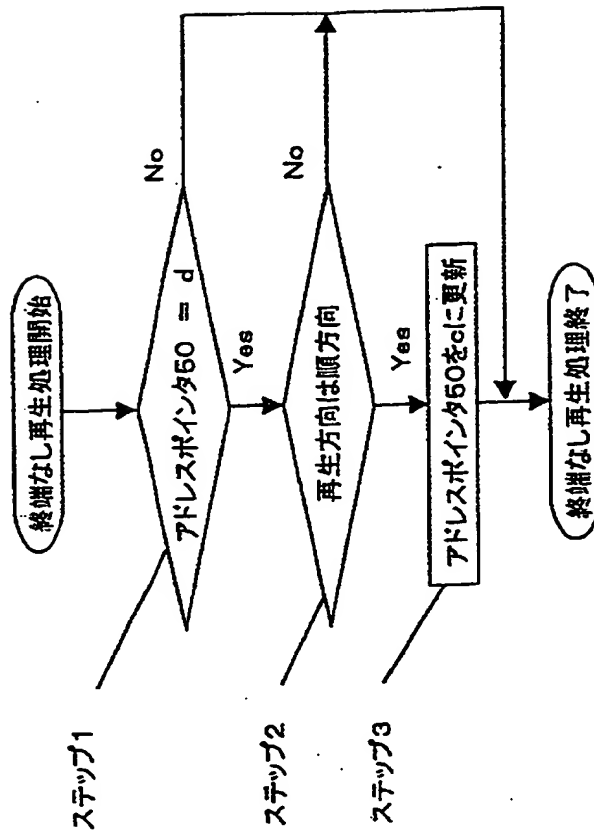 終端なし再生処理開始
ステップ1
アドレスポインタ50 = d
No
Yes
ステップ2
再生方向は順方向
No
Yes
ステップ3
アドレスポインタ50をcに更新
終端なし再生処理終了